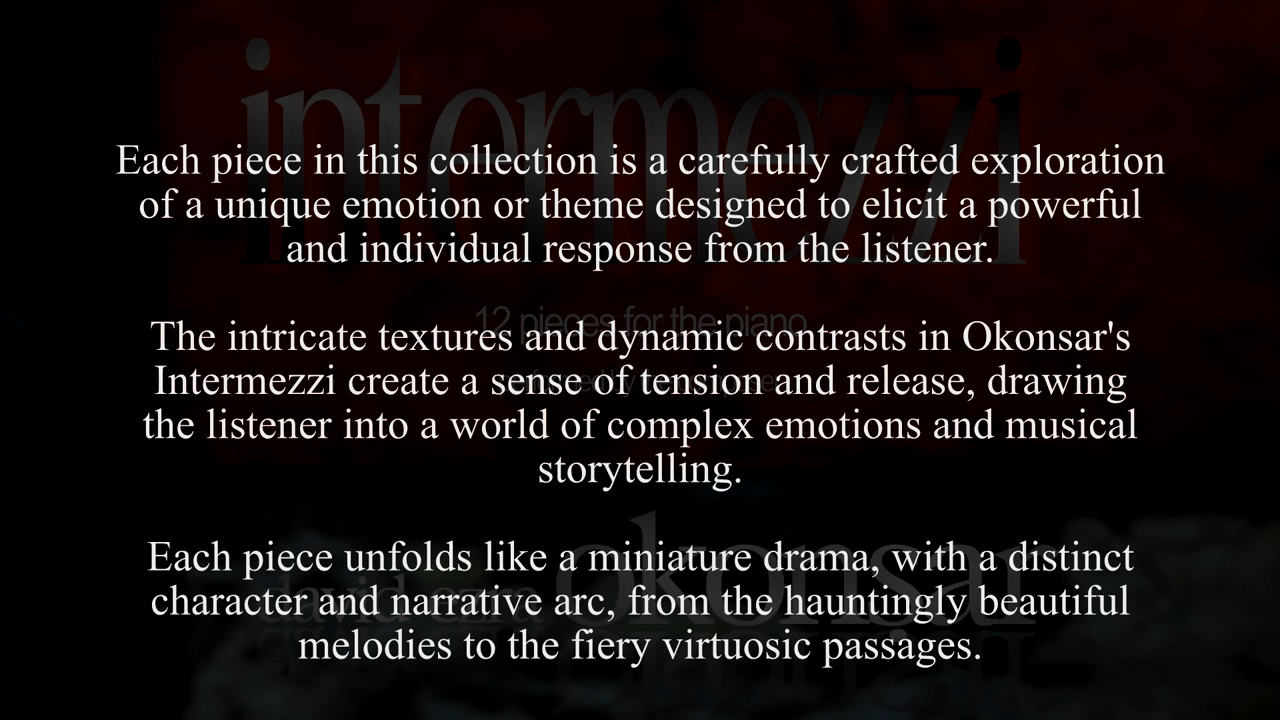 intermezzi
Each piece in this collection is a carefully crafted exploration
of a unique emotion or theme designed to elicit a powerful
and individual response from the listener.
12 pieces for the piano
The intricate textures and dynamic contrasts in Okonsar's
Intermezzi create a sense of tension and release, drawing
the listener into a world of complex emotions and musical
storytelling.
Each piece unfolds like a miniature drama, with a distinct
character and narrative arc, from the hauntingly beautiful
melodies to the fiery virtuosic passages.
david ezra okonsar